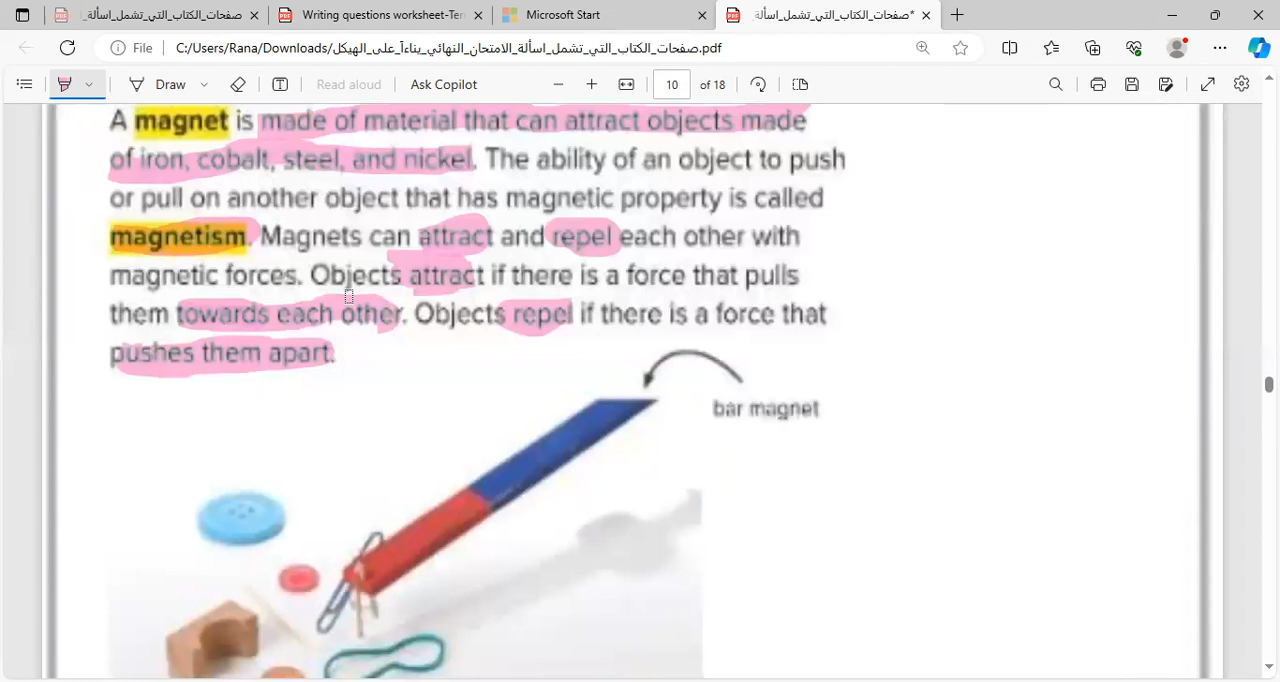 صفحات_الكتاب_التي_تشمل_اسألة_ا
Writing questions worksheet-Ter
Microsoft Start
*صفحات_الكتاب_التي_تشمل_اسألة
File
C:/Users/Rana/Downloads/صفحات_الكتاب_التي_تشمل_اسألة_الامتحان_النهائي_بناءاً_على_الهيكل.pdf
Draw
Read aloud
Ask Copilot
10 of 18
A magnet is made of material that can attract objects made
of iron, cobalt, steel, and nickel. The ability of an object to push
or pull on another object that has magnetic property is called
magnetism. Magnets can attract and repel each other with
magnetic forces. Objects attract if there is a force that pulls
them towards each other. Objects repel if there is a force that
pushes them apart.
bar magnet